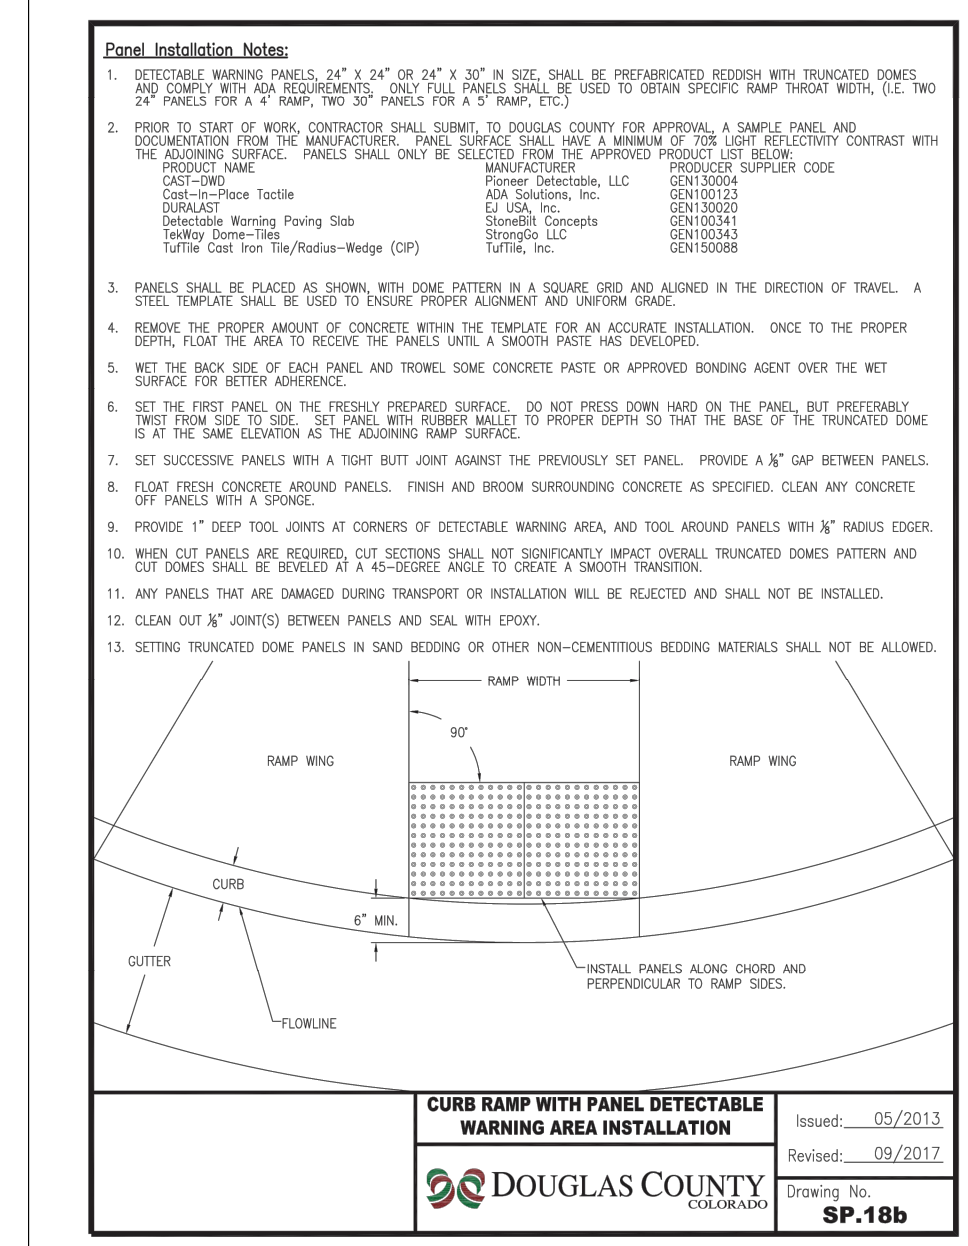 Panel Installation Notes:
1. DETECTABLE WARNING PANELS, 24" X 24" OR 24" X 30" IN SIZE, SHALL BE PREFABRICATED REDDISH WITH TRUNCATED DOMES
AND COMPLY WITH ADA REQUIREMENTS. ONLY FULL PANELS SHALL BE USED TO OBTAIN SPECIFIC RAMP THROAT WIDTH, (I.E. TWO
24" PANELS FOR A 4' RAMP, TWO 30" PANELS FOR A 5' RAMP, ETC.)
2. PRIOR TO START OF WORK, CONTRACTOR SHALL SUBMIT, TO DOUGLAS COUNTY FOR APPROVAL, A SAMPLE PANEL AND
DOCUMENTATION FROM THE MANUFACTURER. PANEL SURFACE SHALL HAVE A MINIMUM OF 70% LIGHT REFLECTIVITY CONTRAST WITH
THE ADJOINING SURFACE. PANELS SHALL ONLY BE SELECTED FROM THE APPROVED PRODUCT LIST BELOW:
PRODUCT NAME MANUFACTURER PRODUCER SUPPLIER CODE
CAST-DWD Pioneer Detectable, LLC GEN130004
Cast-In-Place Tactile ADA Solutions, Inc. GEN100123
DURALAST EJ USA, Inc. GEN130020
Detectable Warning Paving Slab StoneBilt Concepts GEN100341
TekWay Dome-Tiles StrongGo LLC GEN100343
TufTile Cast Iron Tile/Radius-Wedge (CIP) TufTile, Inc. GEN150088
3. PANELS SHALL BE PLACED AS SHOWN, WITH DOME PATTERN IN A SQUARE GRID AND ALIGNED IN THE DIRECTION OF TRAVEL. A
STEEL TEMPLATE SHALL BE USED TO ENSURE PROPER ALIGNMENT AND UNIFORM GRADE.
4. REMOVE THE PROPER AMOUNT OF CONCRETE WITHIN THE TEMPLATE FOR AN ACCURATE INSTALLATION. ONCE TO THE PROPER
DEPTH, FLOAT THE AREA TO RECEIVE THE PANELS UNTIL A SMOOTH PASTE HAS DEVELOPED.
5. WET THE BACK SIDE OF EACH PANEL AND TROWEL SOME CONCRETE PASTE OR APPROVED BONDING AGENT OVER THE WET
SURFACE FOR BETTER ADHERENCE.
6. SET THE FIRST PANEL ON THE FRESHLY PREPARED SURFACE. DO NOT PRESS DOWN HARD ON THE PANEL, BUT PREFERABLY
TWIST FROM SIDE TO SIDE. SET PANEL WITH RUBBER MALLET TO PROPER DEPTH SO THAT THE BASE OF THE TRUNCATED DOME
IS AT THE SAME ELEVATION AS THE ADJOINING RAMP SURFACE.
7. SET SUCCESSIVE PANELS WITH A TIGHT BUTT JOINT AGAINST THE PREVIOUSLY SET PANEL. PROVIDE A ⅛" GAP BETWEEN PANELS.
8. FLOAT FRESH CONCRETE AROUND PANELS. FINISH AND BROOM SURROUNDING CONCRETE AS SPECIFIED. CLEAN ANY CONCRETE
OFF PANELS WITH A SPONGE.
9. PROVIDE 1" DEEP TOOL JOINTS AT CORNERS OF DETECTABLE WARNING AREA, AND TOOL AROUND PANELS WITH ⅛" RADIUS EDGER.
10. WHEN CUT PANELS ARE REQUIRED, CUT SECTIONS SHALL NOT SIGNIFICANTLY IMPACT OVERALL TRUNCATED DOMES PATTERN AND
CUT DOMES SHALL BE BEVELED AT A 45-DEGREE ANGLE TO CREATE A SMOOTH TRANSITION.
11. ANY PANELS THAT ARE DAMAGED DURING TRANSPORT OR INSTALLATION WILL BE REJECTED AND SHALL NOT BE INSTALLED.
12. CLEAN OUT ⅛" JOINT(S) BETWEEN PANELS AND SEAL WITH EPOXY.
13. SETTING TRUNCATED DOME PANELS IN SAND BEDDING OR OTHER NON-CEMENTITIOUS BEDDING MATERIALS SHALL NOT BE ALLOWED.
RAMP WIDTH
90°
RAMP WING
RAMP WING
CURB
6" MIN.
GUTTER
INSTALL PANELS ALONG CHORD AND
PERPENDICULAR TO RAMP SIDES.
FLOWLINE
CURB RAMP WITH PANEL DETECTABLE
WARNING AREA INSTALLATION
DOUGLAS COUNTY
COLORADO
Issued: 05/2013
Revised: 09/2017
Drawing No.
SP.18b